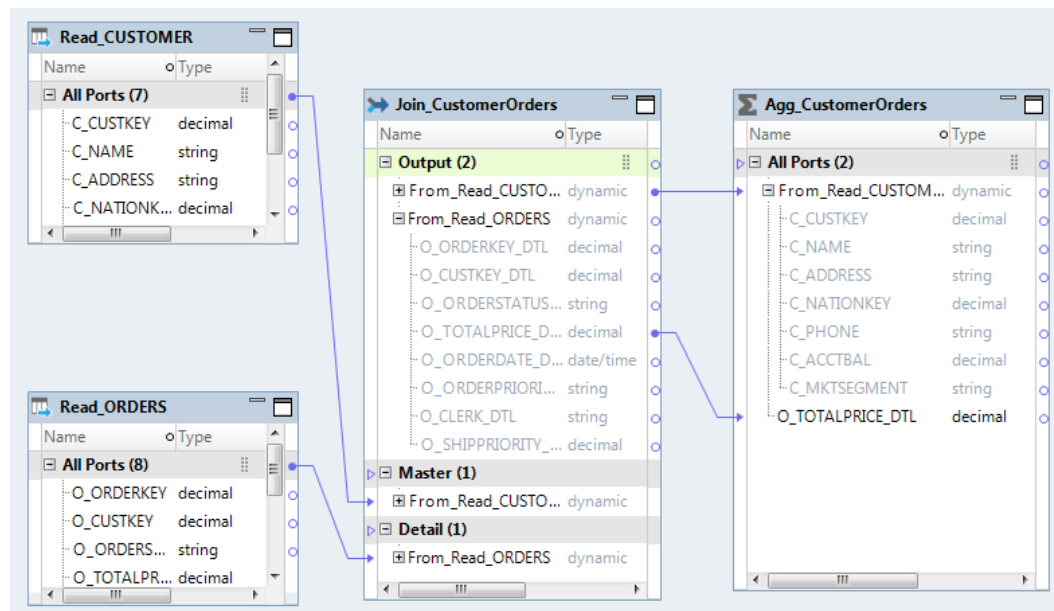 Read_CUSTOMER
Name Type
All Ports (7)
C_CUSTKEY decimal
C_NAME string
C_ADDRESS string
C_NATIONK... decimal
Read_ORDERS
Name Type
All Ports (8)
O_ORDERKEY decimal
O_CUSTKEY decimal
O_ORDERS... string
O_TOTALPR... decimal
Join_CustomerOrders
Name Type
Output (2)
From_Read_CUSTO... dynamic
From_Read_ORDERS dynamic
O_ORDERKEY_DTL decimal
O_CUSTKEY_DTL decimal
O_ORDERSTATUS... string
O_TOTALPRICE_D... decimal
O_ORDERDATE_D... date/time
O_ORDERPRIORI... string
O_CLERK_DTL string
O_SHIPPRIORITY_... decimal
Master (1)
From_Read_CUSTO... dynamic
Detail (1)
From_Read_ORDERS dynamic
Agg_CustomerOrders
Name Type
All Ports (2)
From_Read_CUSTOM... dynamic
C_CUSTKEY decimal
C_NAME string
C_ADDRESS string
C_NATIONKEY decimal
C_PHONE string
C_ACCTBAL decimal
C_MKTSEGMENT string
O_TOTALPRICE_DTL decimal